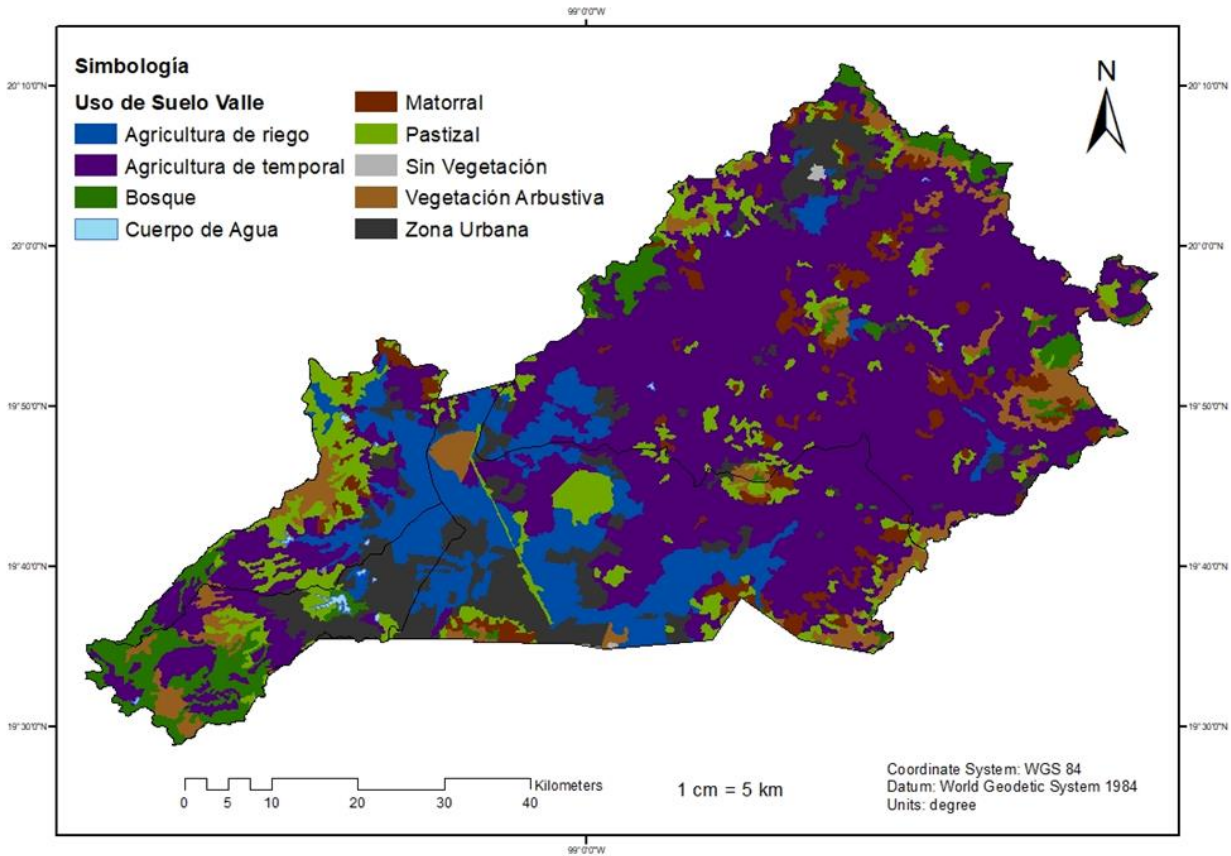 99°0'0"W
Simbología
Uso de Suelo Valle
Agricultura de riego
Agricultura de temporal
Bosque
Cuerpo de Agua
Matorral
Pastizal
Sin Vegetación
Vegetación Arbustiva
Zona Urbana
N
20°10'0"N
20°10'0"N
20°0'0"N
20°0'0"N
19°50'0"N
19°50'0"N
19°40'0"N
19°40'0"N
19°30'0"N
19°30'0"N
Kilometers
0 5 10 20 30 40
1 cm = 5 km
Coordinate System: WGS 84
Datum: World Geodetic System 1984
Units: degree
99°0'0"W